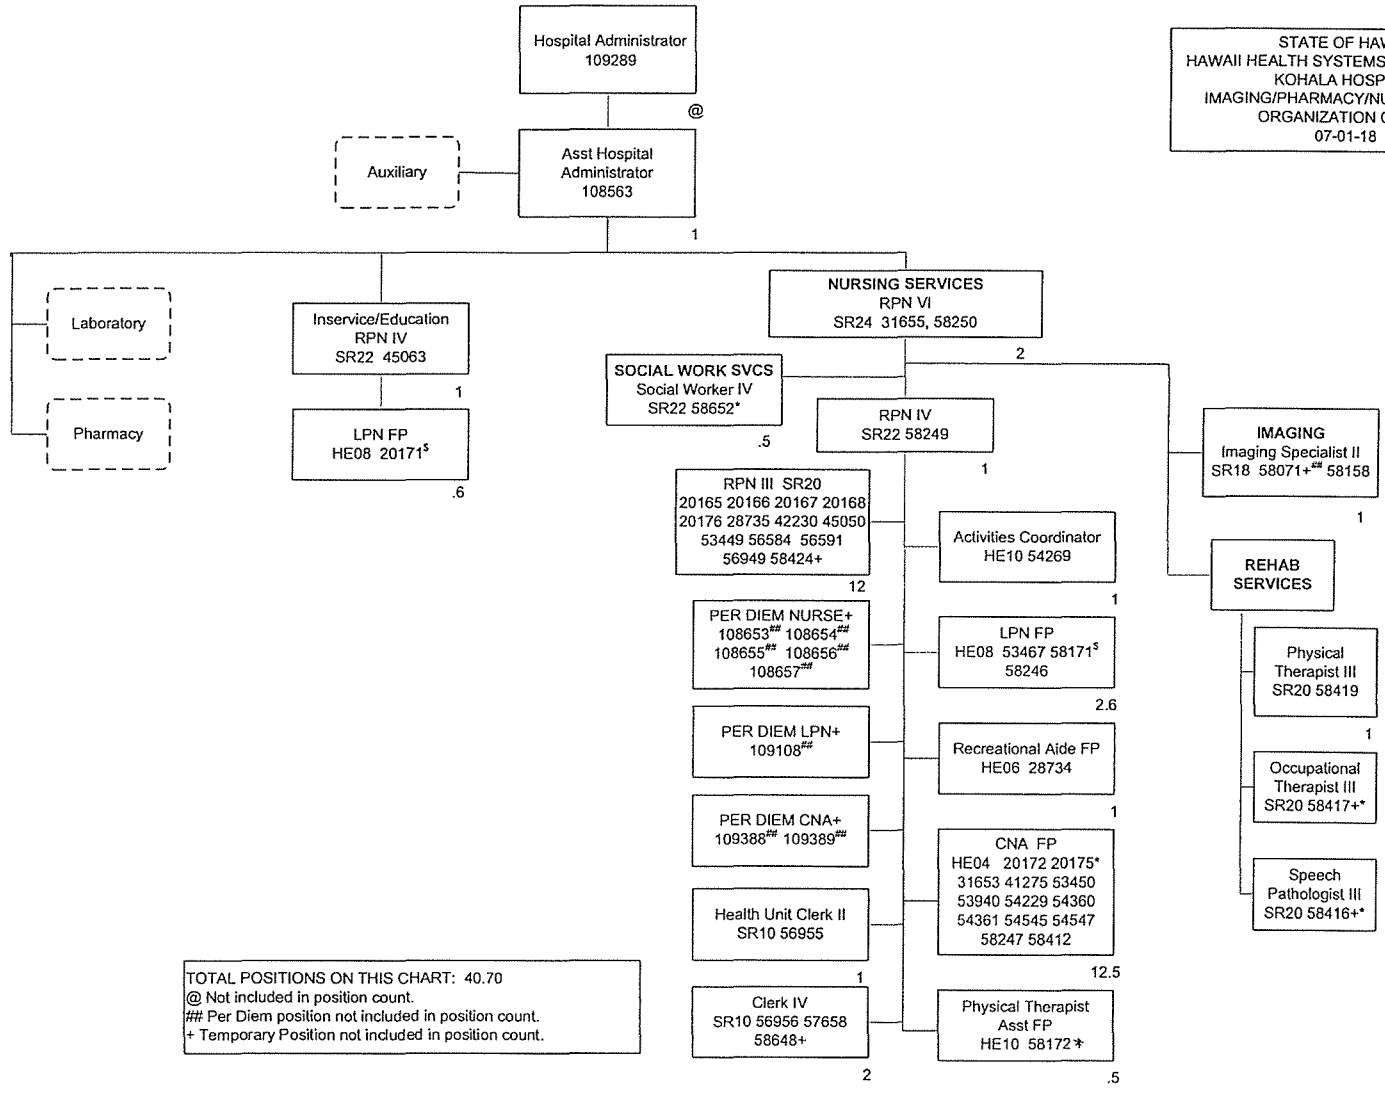 Hospital Administrator
109289
@
STATE OF HAW
HAWAII HEALTH SYSTEMS
KOHALA HOSP
IMAGING/PHARMACY/NU
ORGANIZATION
07-01-18
Auxiliary
Asst Hospital
Administrator
108563
1
Laboratory
Pharmacy
Inservice/Education
RPN IV
SR22 45063
1
LPN FP
HE08 20171$
.6
NURSING SERVICES
RPN VI
SR24 31655, 58250
2
SOCIAL WORK SVCS
Social Worker IV
SR22 58652*
.5
RPN IV
SR22 58249
1
RPN III SR20
20165 20166 20167 20168
20176 28735 42230 45050
53449 56584 56591
56949 58424+
12
PER DIEM NURSE+
108653## 108654##
108655## 108656##
108657##
PER DIEM LPN+
109108##
PER DIEM CNA+
109388## 109389##
Health Unit Clerk II
SR10 56955
1
Clerk IV
SR10 56956 57658
58648+
2
Activities Coordinator
HE10 54269
1
LPN FP
HE08 53467 58171$
58246
2.6
Recreational Aide FP
HE06 28734
1
CNA FP
HE04 20172 20175*
31653 41275 53450
53940 54229 54360
54361 54545 54547
58247 58412
12.5
Physical Therapist
Asst FP
HE10 58172*
.5
IMAGING
Imaging Specialist II
SR18 58071+## 58158
1
REHAB
SERVICES
Physical
Therapist III
SR20 58419
1
Occupational
Therapist III
SR20 58417+*
Speech
Pathologist III
SR20 58416+*
TOTAL POSITIONS ON THIS CHART: 40.70
@ Not included in position count.
## Per Diem position not included in position count.
+ Temporary Position not included in position count.